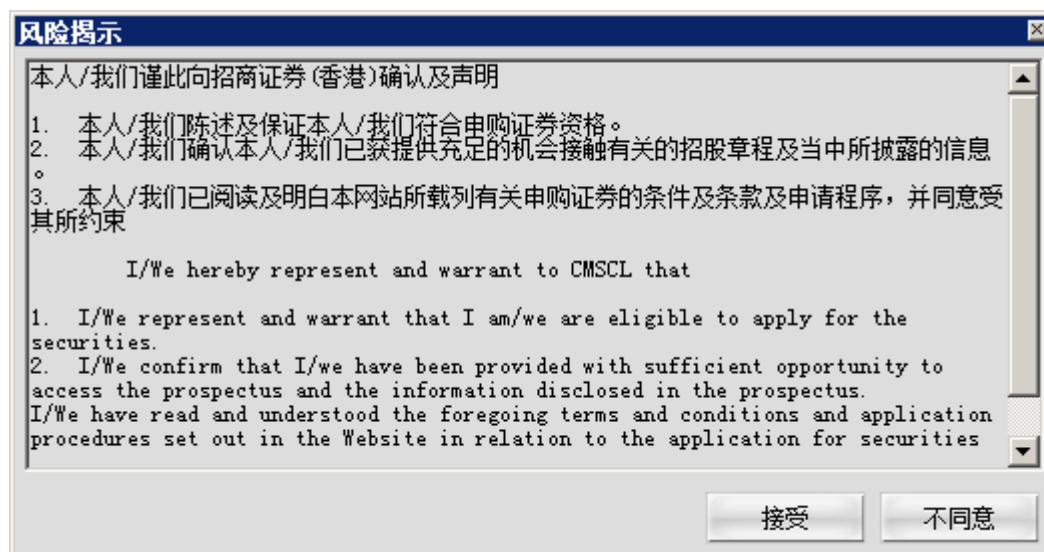 风险揭示
本人/我们谨此向招商证券(香港)确认及声明
1. 本人/我们陈述及保证本人/我们符合申购证券资格。
2. 本人/我们确认本人/我们已获提供充足的机会接触有关的招股章程及当中所披露的信息
。
3. 本人/我们已阅读及明白本网站所载列有关申购证券的条件及条款及申请程序，并同意受
其所约束
I/We hereby represent and warrant to CMSCL that
1. I/We represent and warrant that I am/we are eligible to apply for the
securities.
2. I/We confirm that I/we have been provided with sufficient opportunity to
access the prospectus and the information disclosed in the prospectus.
I/We have read and understood the foregoing terms and conditions and application
procedures set out in the Website in relation to the application for securities
接受
不同意